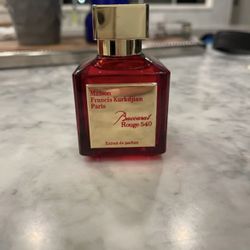 Maison
Francis Kurkdjian
Paris
Baccarat
Rouge 540
Extrait de parfum